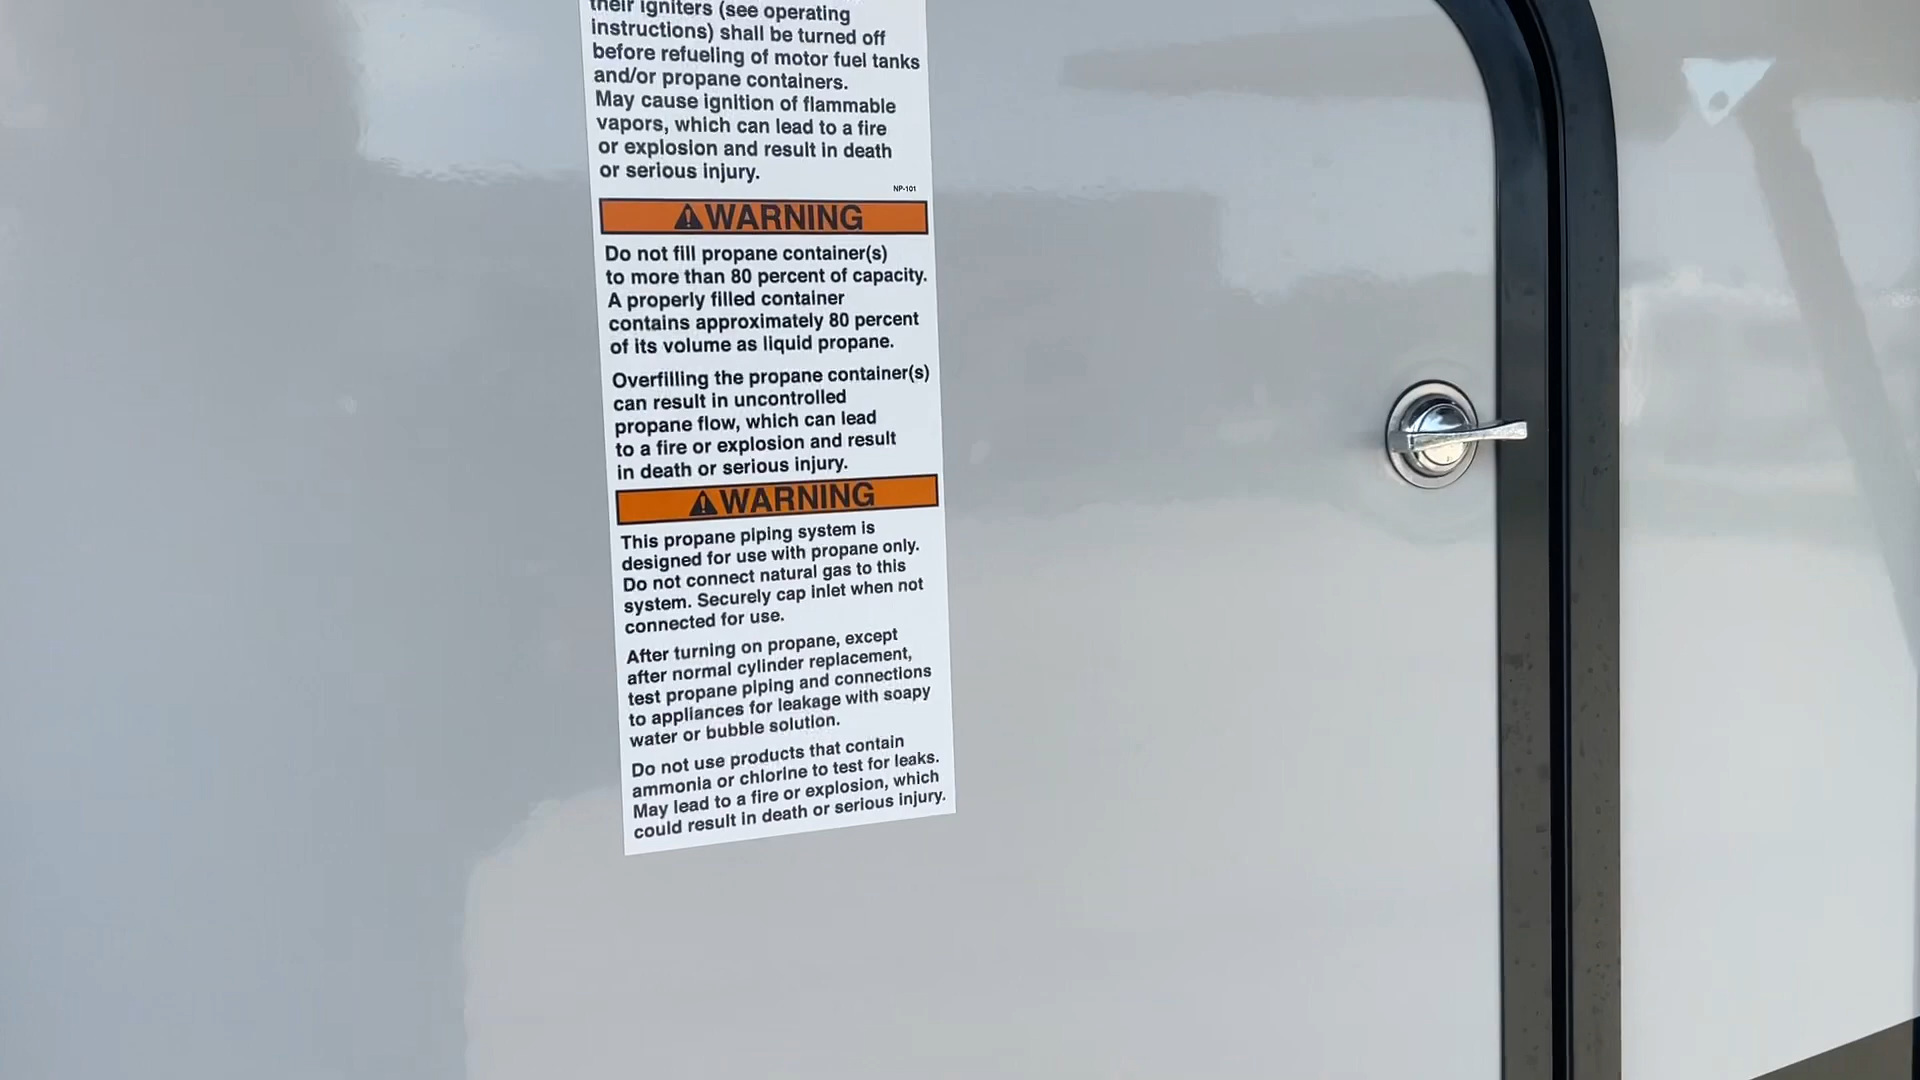 their igniters (see operating
instructions) shall be turned off
before refueling of motor fuel tanks
and/or propane containers.
May cause ignition of flammable
vapors, which can lead to a fire
or explosion and result in death
or serious injury.
NP-101
WARNING
Do not fill propane container(s)
to more than 80 percent of capacity.
A properly filled container
contains approximately 80 percent
of its volume as liquid propane.
Overfilling the propane container(s)
can result in uncontrolled
propane flow, which can lead
to a fire or explosion and result
in death or serious injury.
WARNING
This propane piping system is
designed for use with propane only.
Do not connect natural gas to this
system. Securely cap inlet when not
connected for use.
After turning on propane, except
after normal cylinder replacement,
test propane piping and connections
to appliances for leakage with soapy
water or bubble solution.
Do not use products that contain
ammonia or chlorine to test for leaks.
May lead to a fire or explosion, which
could result in death or serious injury.